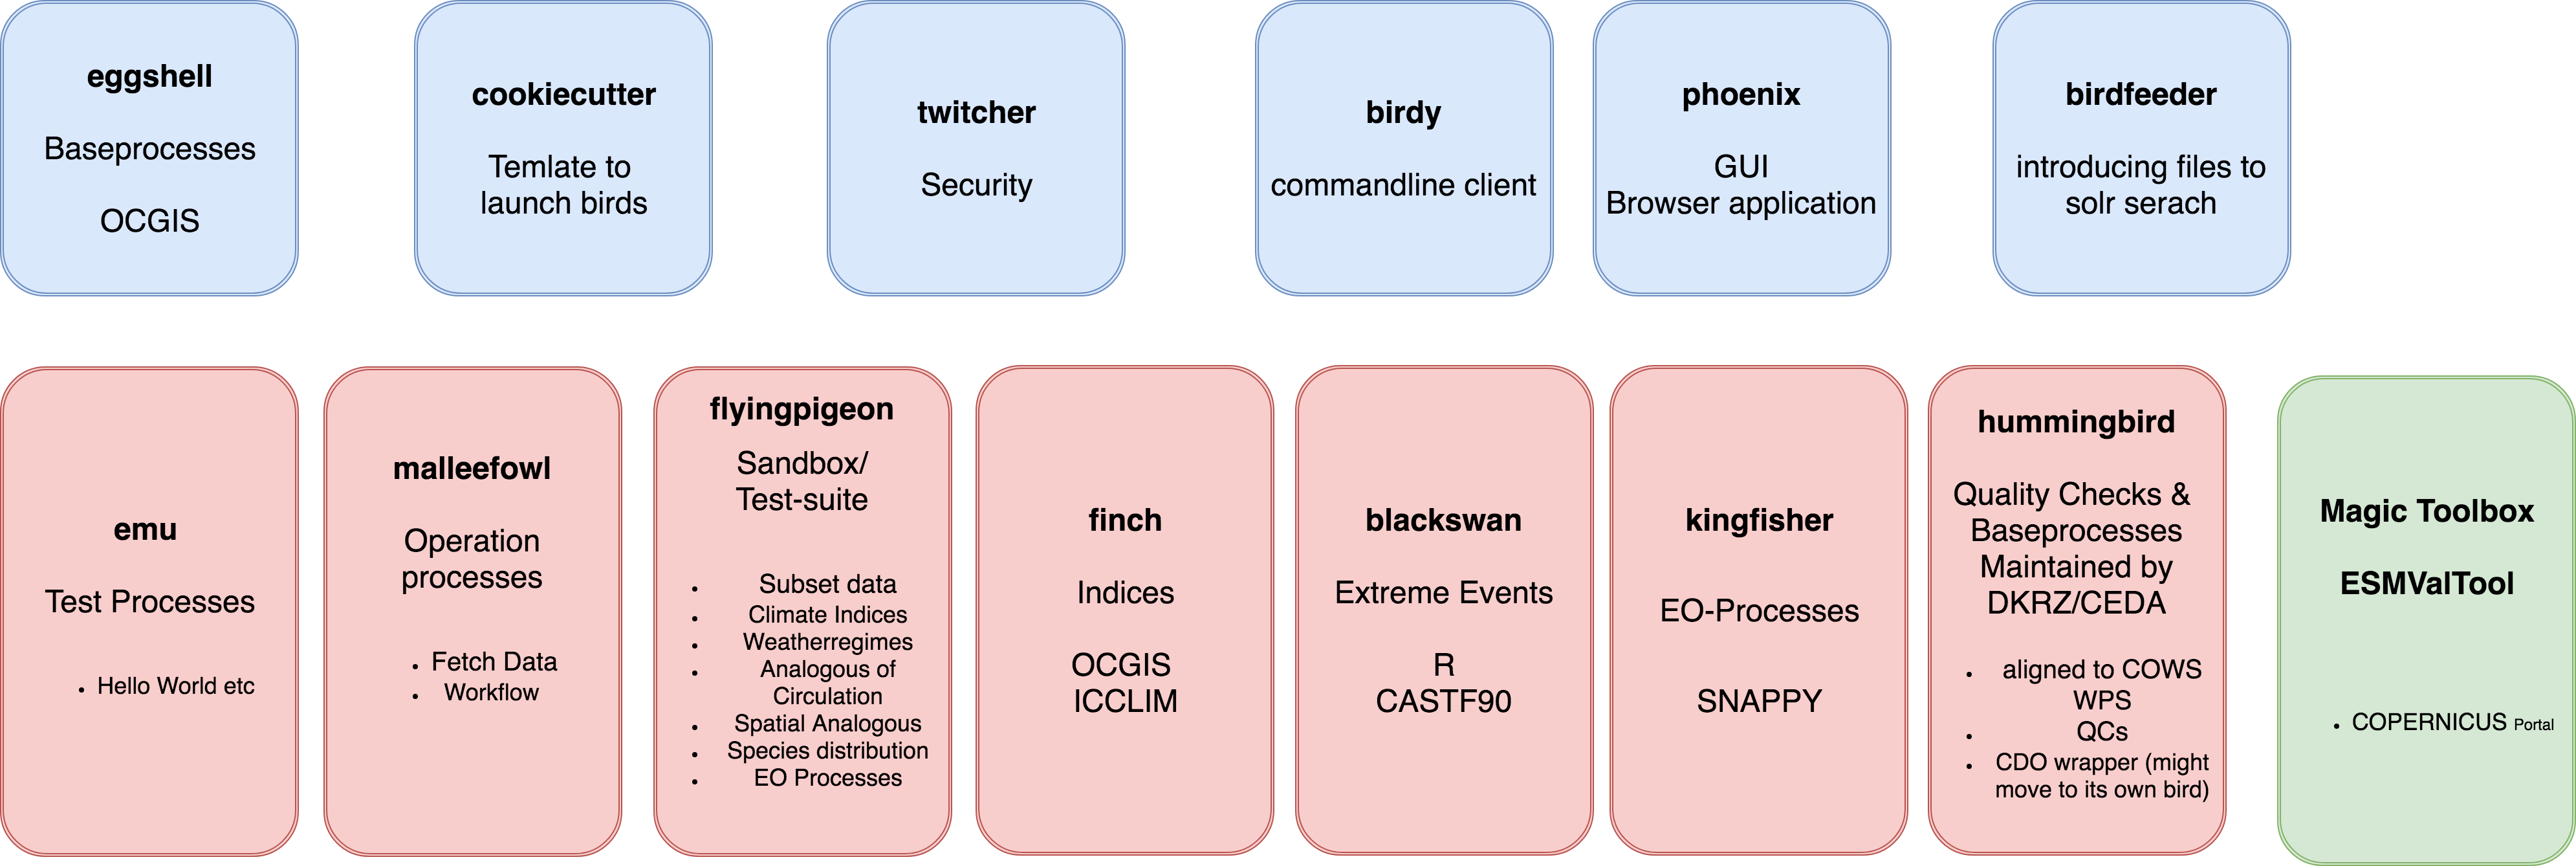 eggshell
Baseprocesses
OCGIS
cookiecutter
Temlate to
launch birds
twitcher
Security
birdy
commandline client
phoenix
GUI
Browser application
birdfeeder
introducing files to
solr serach
emu
Test Processes
• Hello World etc
malleefowl
Operation
processes
• Fetch Data
• Workflow
flyingpigeon
Sandbox/
Test-suite
• Subset data
• Climate Indices
• Weatherregimes
• Analogous of
Circulation
• Spatial Analogous
• Species distribution
• EO Processes
finch
Indices
OCGIS
ICCLIM
blackswan
Extreme Events
R
CASTF90
kingfisher
EO-Processes
SNAPPY
hummingbird
Quality Checks &
Baseprocesses
Maintained by
DKRZ/CEDA
• aligned to COWS
WPS
• QCs
• CDO wrapper (might
move to its own bird)
Magic Toolbox
ESMValTool
• COPERNICUS Portal